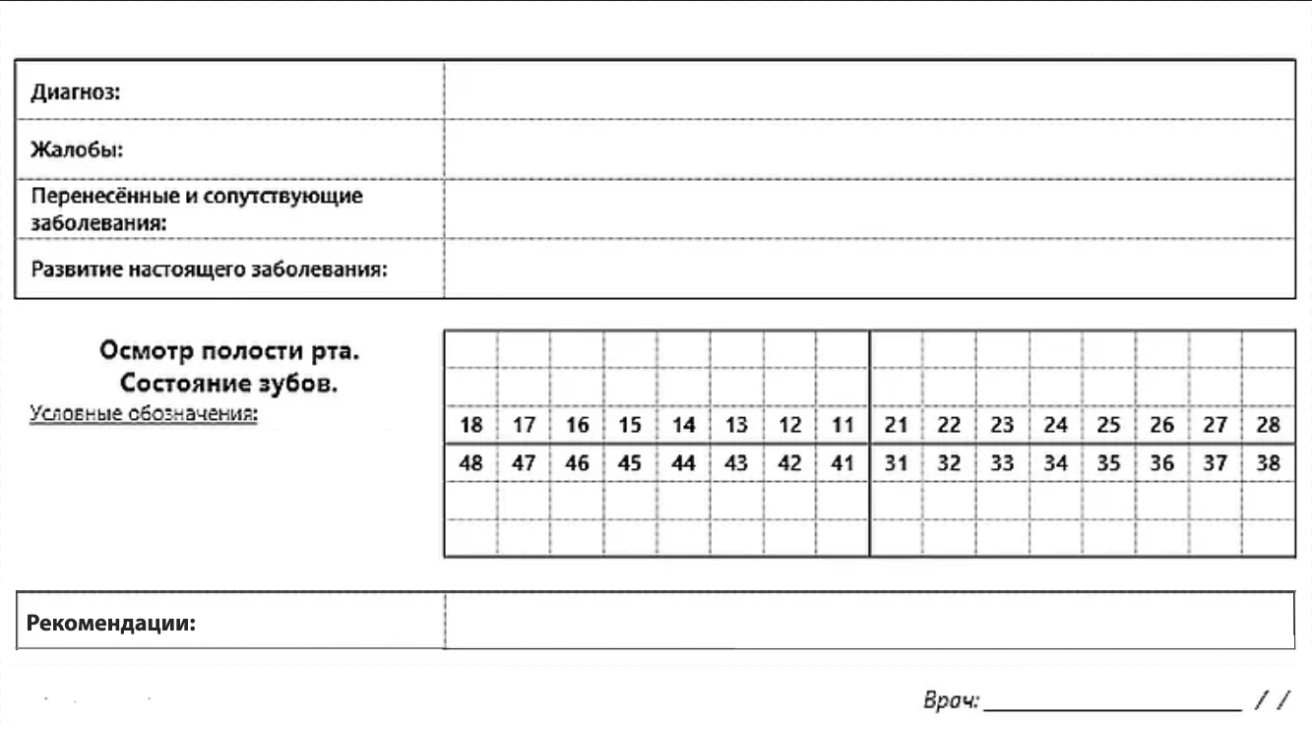 Диагноз:
Жалобы:
Перенесённые и сопутствующие
заболевания:
Развитие настоящего заболевания:
Осмотр полости рта.
Состояние зубов.
Условные обозначения:
18 17 16 15 14 13 12 11 21 22 23 24 25 26 27 28
48 47 46 45 44 43 42 41 31 32 33 34 35 36 37 38
Рекомендации:
Врач: ____________________ / /